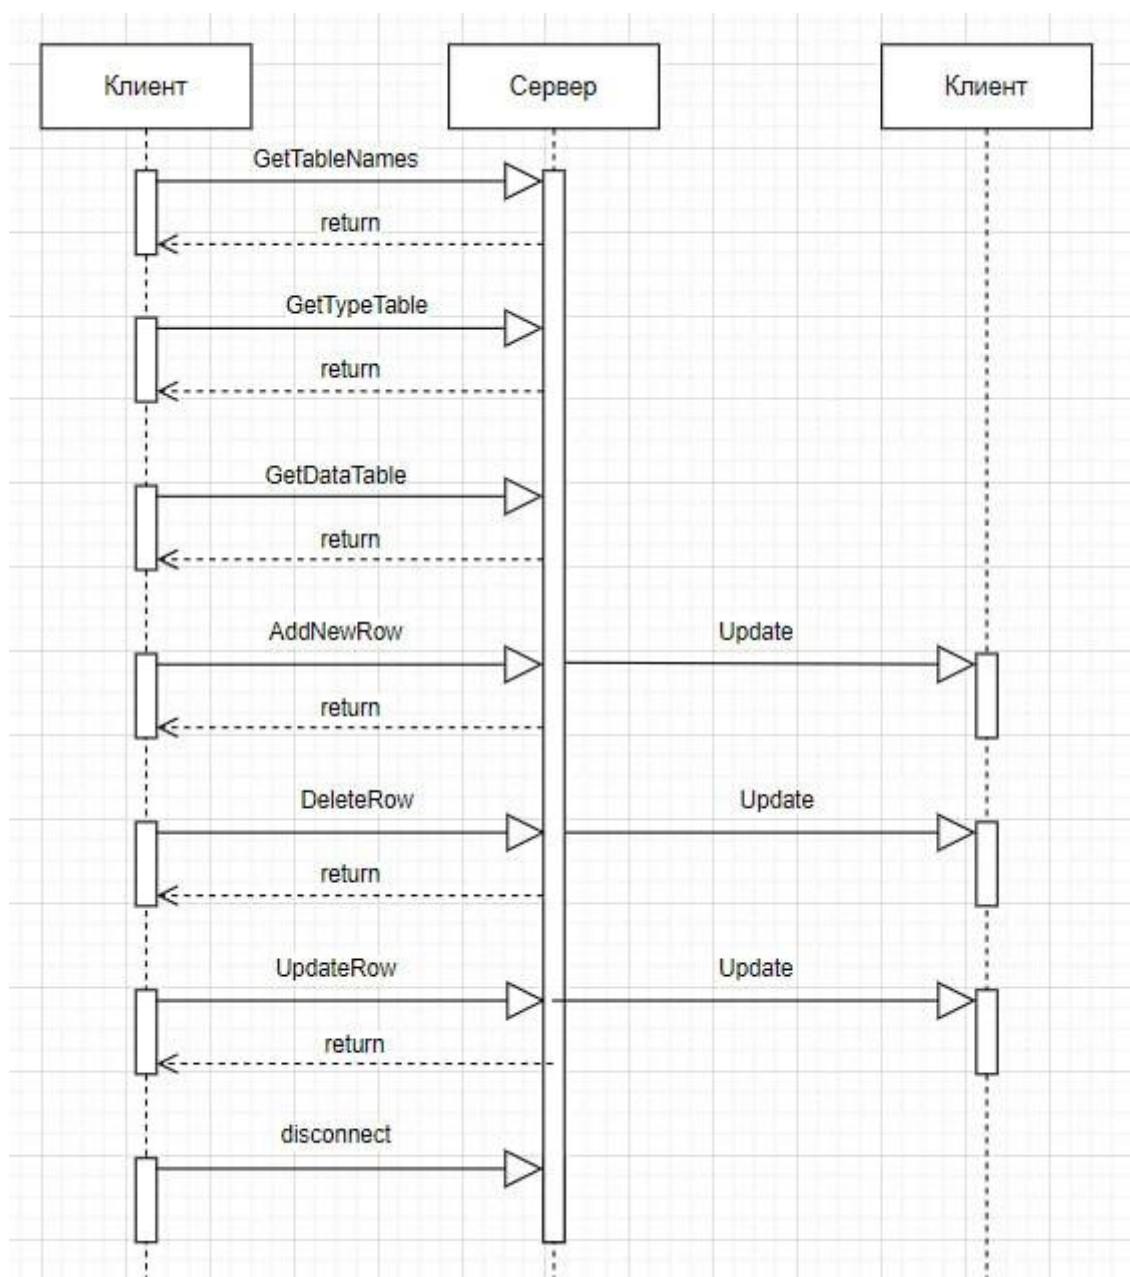 Клиент
Сервер
Клиент
GetTableNames
return
GetTypeTable
return
GetDataTable
return
AddNewRow
Update
return
DeleteRow
Update
return
UpdateRow
Update
return
disconnect